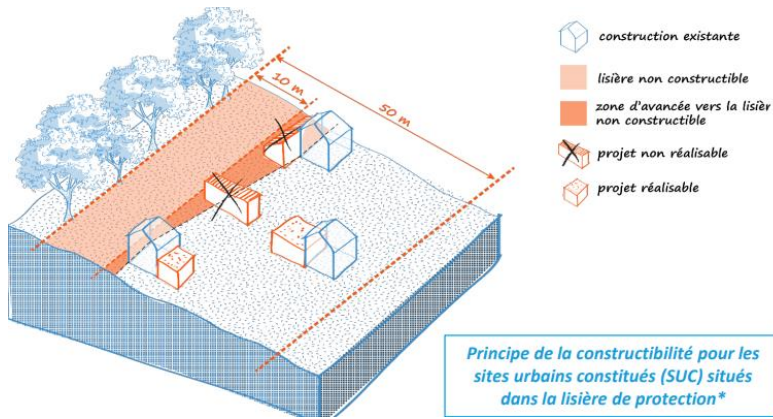 10 m
50 m
construction existante
lisière non constructible
zone d'avancée vers la lisière
non constructible
projet non réalisable
projet réalisable
Principe de la constructibilité pour les
sites urbains constitués (SUC) situés
dans la lisière de protection*